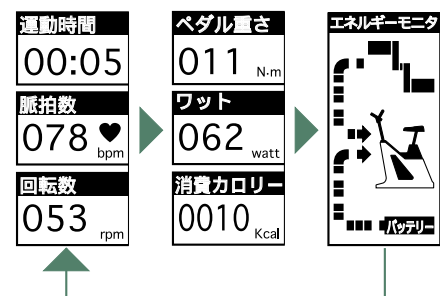 運動時間
00:05
脈拍数
078
bpm
回転数
053
rpm
ペダル重さ
011 N·m
ワット
062
watt
消費カロリー
0010
Kcal
エネルギーモニタ
バッテリー